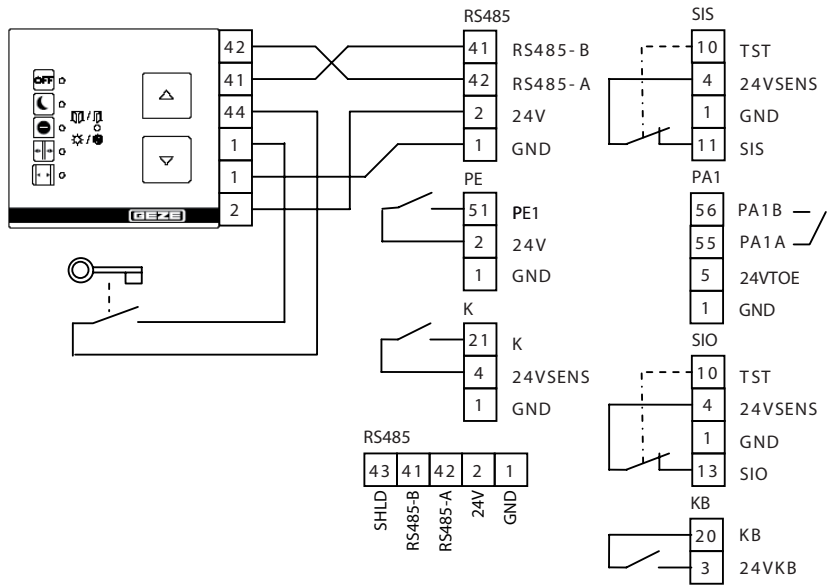 42
41
44
1
1
2
OFF
GEZE
RS485
41 RS485-B
42 RS485-A
2 24V
1 GND
PE
51 PE1
2 24V
1 GND
K
21 K
4 24VSENS
1 GND
RS485
43 41 42 2 1
SHLD
RS485-B
RS485-A
24V
GND
SIS
10 TST
4 24VSENS
1 GND
11 SIS
PA1
56 PA1B
55 PA1A
5 24VTOE
1 GND
SIO
10 TST
4 24VSENS
1 GND
13 SIO
KB
20 KB
3 24VKB